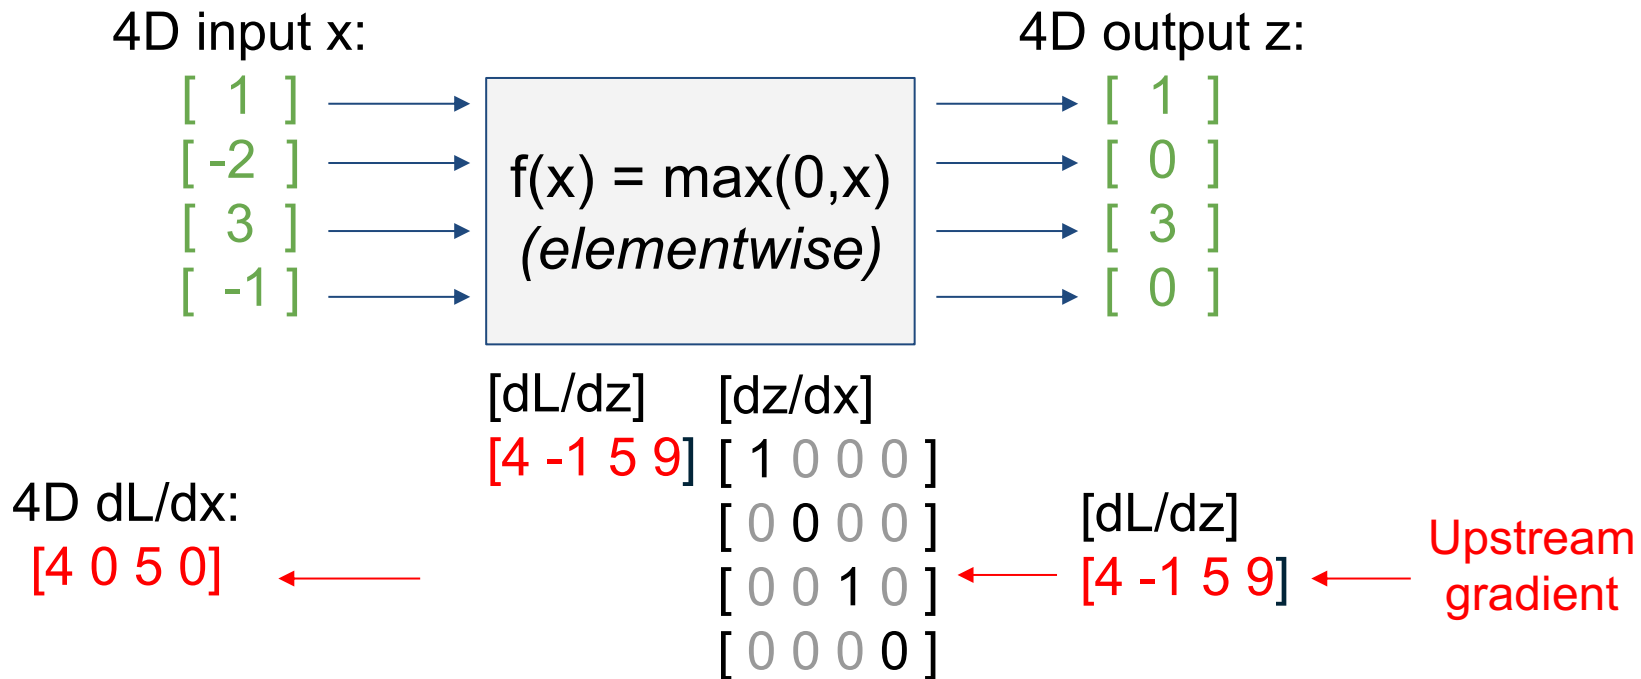 4D input x:
[ 1 ]
[ -2 ]
[ 3 ]
[ -1 ]
f(x) = max(0,x)
(elementwise)
4D output z:
[ 1 ]
[ 0 ]
[ 3 ]
[ 0 ]
[dL/dz]
[4 -1 5 9]
[dz/dx]
[ 1 0 0 0 ]
[ 0 0 0 0 ]
[ 0 0 1 0 ]
[ 0 0 0 0 ]
4D dL/dx:
[4 0 5 0]
[dL/dz]
[4 -1 5 9]
Upstream
gradient